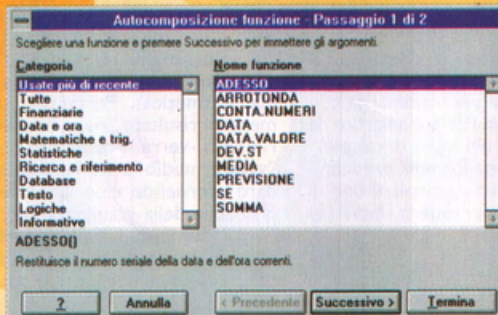 Autocomposizione funzione - Passaggio 1 di 2
Scegliere una funzione e premere Successivo per immettere gli argomenti.
Categoria
Usate più di recente
Tutte
Finanziarie
Data e ora
Matematiche e trig.
Statistiche
Ricerca e riferimento
Database
Testo
Logiche
Informative
Nome funzione
ADESSO
ARROTONDA
CONTA.NUMERI
DATA
DATA.VALORE
DEV.ST
MEDIA
PREVISIONE
SE
SOMMA
ADESSO()
Restituisce il numero seriale della data e dell'ora correnti.
?
Annulla
< Precedente
Successivo >
Termina